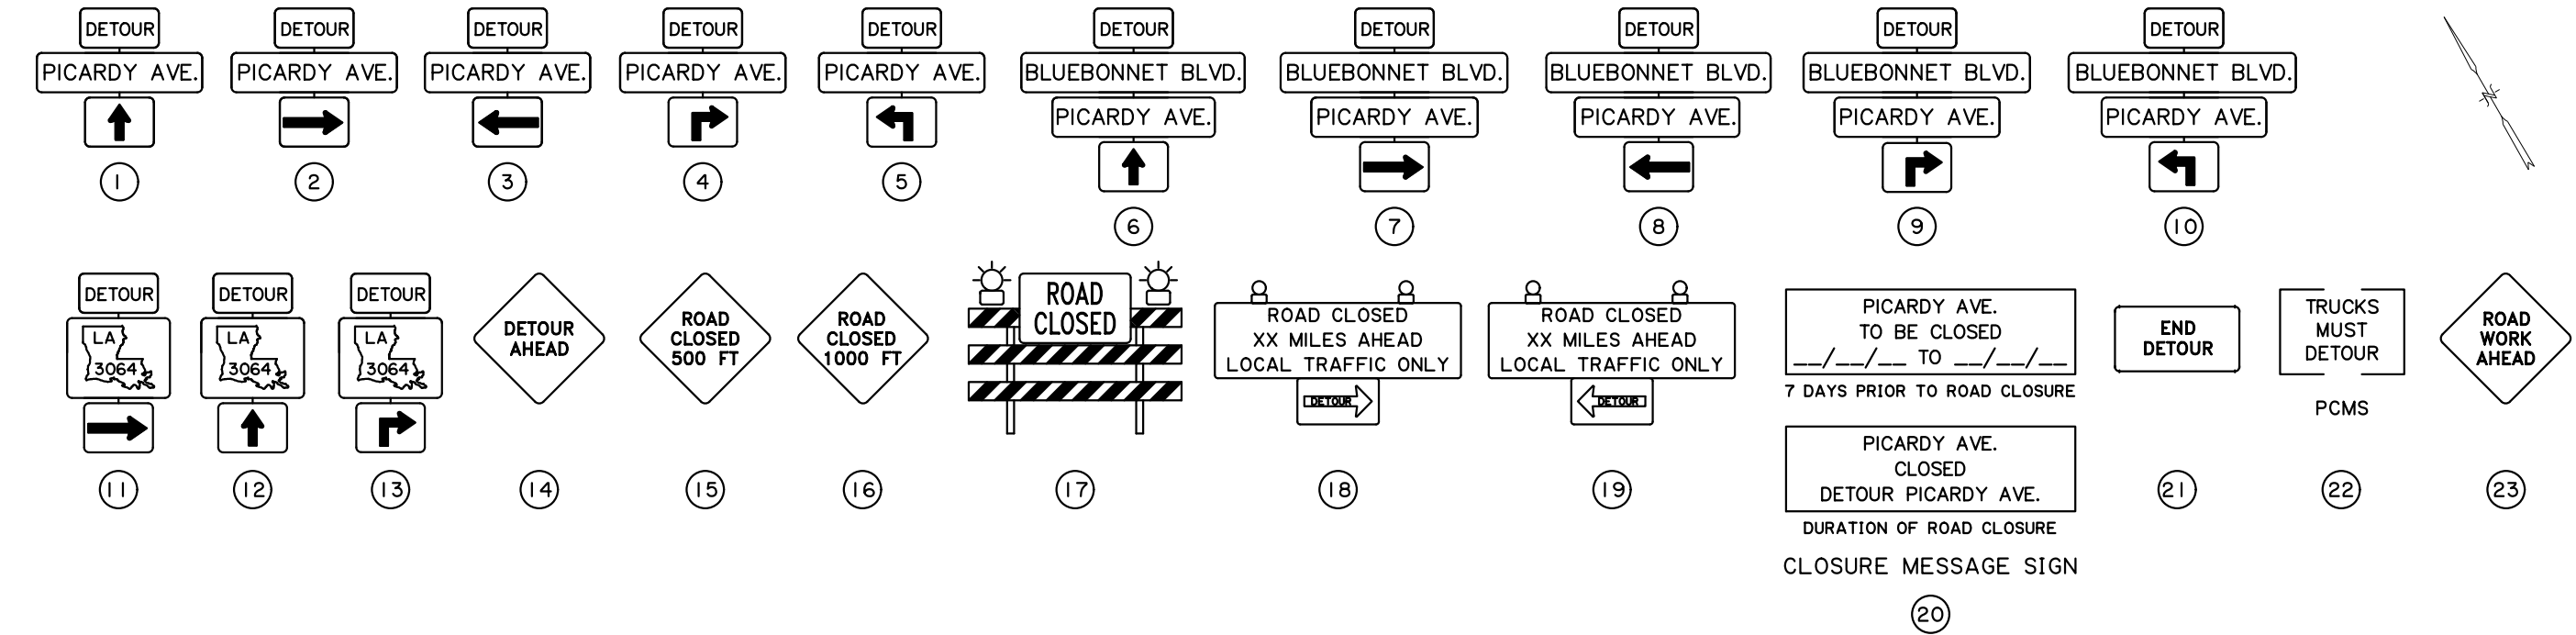 DETOUR
PICARDY AVE.
1
DETOUR
PICARDY AVE.
2
DETOUR
PICARDY AVE.
3
DETOUR
PICARDY AVE.
4
DETOUR
PICARDY AVE.
5
DETOUR
BLUEBONNET BLVD.
PICARDY AVE.
6
DETOUR
BLUEBONNET BLVD.
PICARDY AVE.
7
DETOUR
BLUEBONNET BLVD.
PICARDY AVE.
8
DETOUR
BLUEBONNET BLVD.
PICARDY AVE.
9
DETOUR
BLUEBONNET BLVD.
PICARDY AVE.
10
N
DETOUR
LA
3064
11
DETOUR
LA
3064
12
DETOUR
LA
3064
13
DETOUR
AHEAD
14
ROAD
CLOSED
500 FT
15
ROAD
CLOSED
1000 FT
16
ROAD
CLOSED
17
ROAD CLOSED
XX MILES AHEAD
LOCAL TRAFFIC ONLY
DETOUR
18
ROAD CLOSED
XX MILES AHEAD
LOCAL TRAFFIC ONLY
DETOUR
19
PICARDY AVE.
TO BE CLOSED
__/__/__ TO __/__/__
7 DAYS PRIOR TO ROAD CLOSURE
PICARDY AVE.
CLOSED
DETOUR PICARDY AVE.
DURATION OF ROAD CLOSURE
CLOSURE MESSAGE SIGN
20
END
DETOUR
21
TRUCKS
MUST
DETOUR
PCMS
22
ROAD
WORK
AHEAD
23